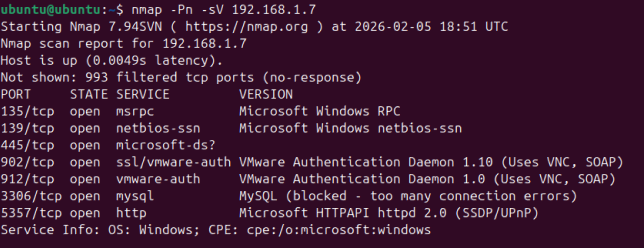 ubuntu@ubuntu:~$ nmap -Pn -sV 192.168.1.7
Starting Nmap 7.94SVN ( https://nmap.org ) at 2026-02-05 18:51 UTC
Nmap scan report for 192.168.1.7
Host is up (0.0049s latency).
Not shown: 993 filtered tcp ports (no-response)
PORT     STATE SERVICE         VERSION
135/tcp  open  msrpc           Microsoft Windows RPC
139/tcp  open  netbios-ssn     Microsoft Windows netbios-ssn
445/tcp  open  microsoft-ds?
902/tcp  open  ssl/vmware-auth VMware Authentication Daemon 1.10 (Uses VNC, SOAP)
912/tcp  open  vmware-auth     VMware Authentication Daemon 1.0 (Uses VNC, SOAP)
3306/tcp open  mysql           MySQL (blocked - too many connection errors)
5357/tcp open  http            Microsoft HTTPAPI httpd 2.0 (SSDP/UPnP)
Service Info: OS: Windows; CPE: cpe:/o:microsoft:windows